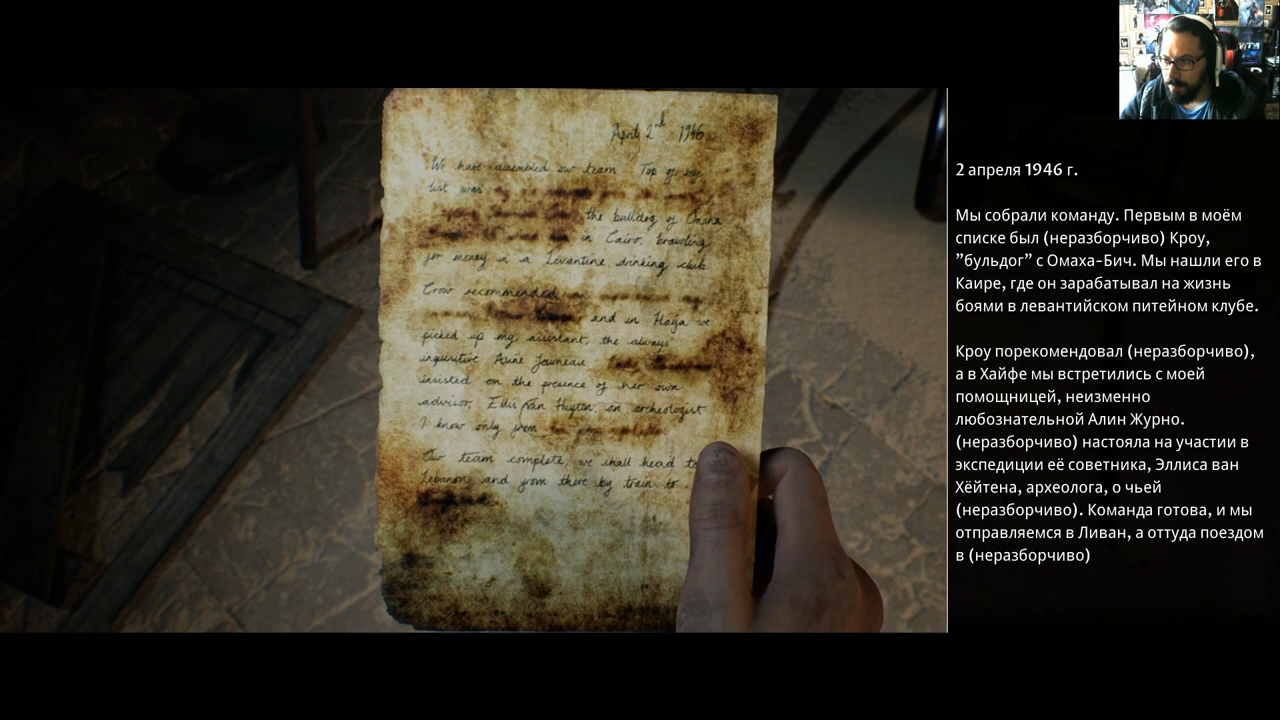 April 2nd 1946
We have assembled our team. Top of my
list was
the bulldog of Omaha
in Cairo, brawling
for money in a Levantine drinking club
Crow recommended
and in Haifa we
picked up my assistant, the always
inquisitive Aline Journeau.
insisted on the presence of her own
advisor, Ellis Van Huyten, an archeologist
I know only from
Our team complete, we shall head to
Lebanon and from there by train to
2 апреля 1946 г.
Мы собрали команду. Первым в моём
списке был (неразборчиво) Кроу,
"бульдог" с Омаха-Бич. Мы нашли его в
Каире, где он зарабатывал на жизнь
боями в левантийском питейном клубе.
Кроу порекомендовал (неразборчиво),
а в Хайфе мы встретились с моей
помощницей, неизменно
любознательной Алин Журно.
(неразборчиво) настояла на участии в
экспедиции её советника, Эллиса ван
Хёйтена, археолога, о чьей
(неразборчиво). Команда готова, и мы
отправляемся в Ливан, а оттуда поездом
в (неразборчиво)